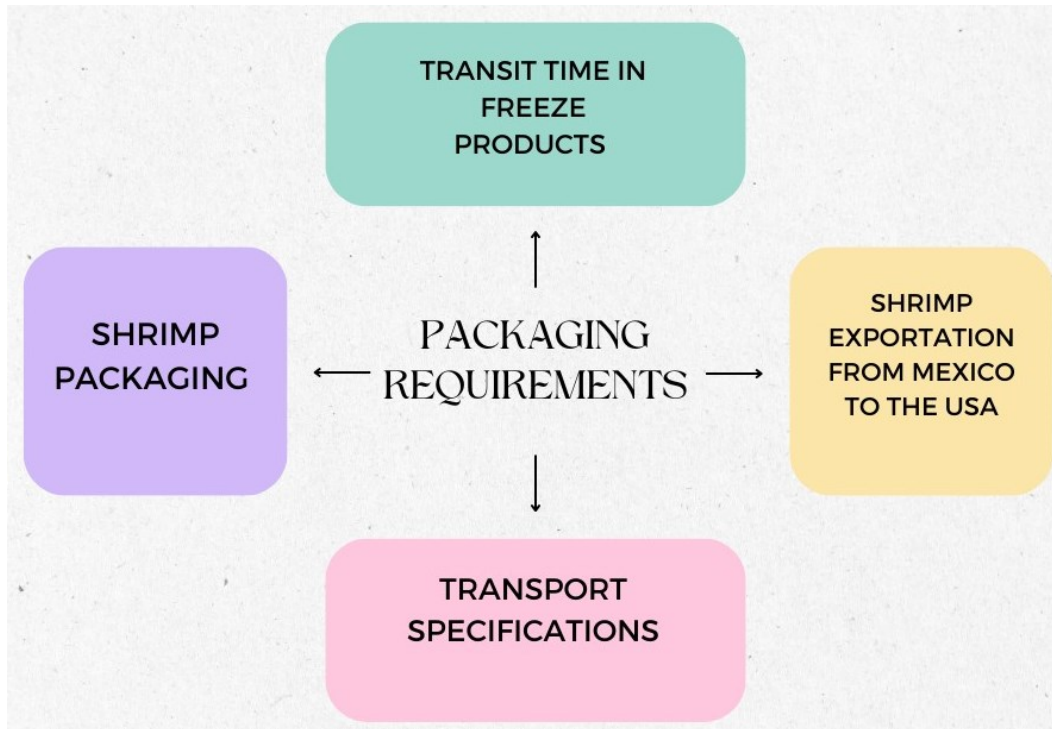 TRANSIT TIME IN
FREEZE
PRODUCTS
SHRIMP
PACKAGING
PACKAGING
REQUIREMENTS
SHRIMP
EXPORTATION
FROM MEXICO
TO THE USA
TRANSPORT
SPECIFICATIONS